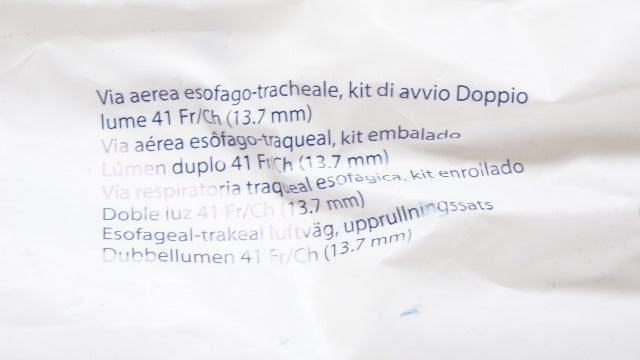 Via aerea esofago-tracheale, kit di avvio Doppio
lume 41 Fr/Ch (13.7 mm)
Via aérea esôfago-traqueal, kit embalado
Lúmen duplo 41 Fr/Ch (13.7 mm)
Vía respiratoria traqueal esofágica, kit enrollado
Doble luz 41 Fr/Ch (13.7 mm)
Esofageal-trakeal luftväg, upprullningssats
Dubbellumen 41 Fr/Ch (13.7 mm)